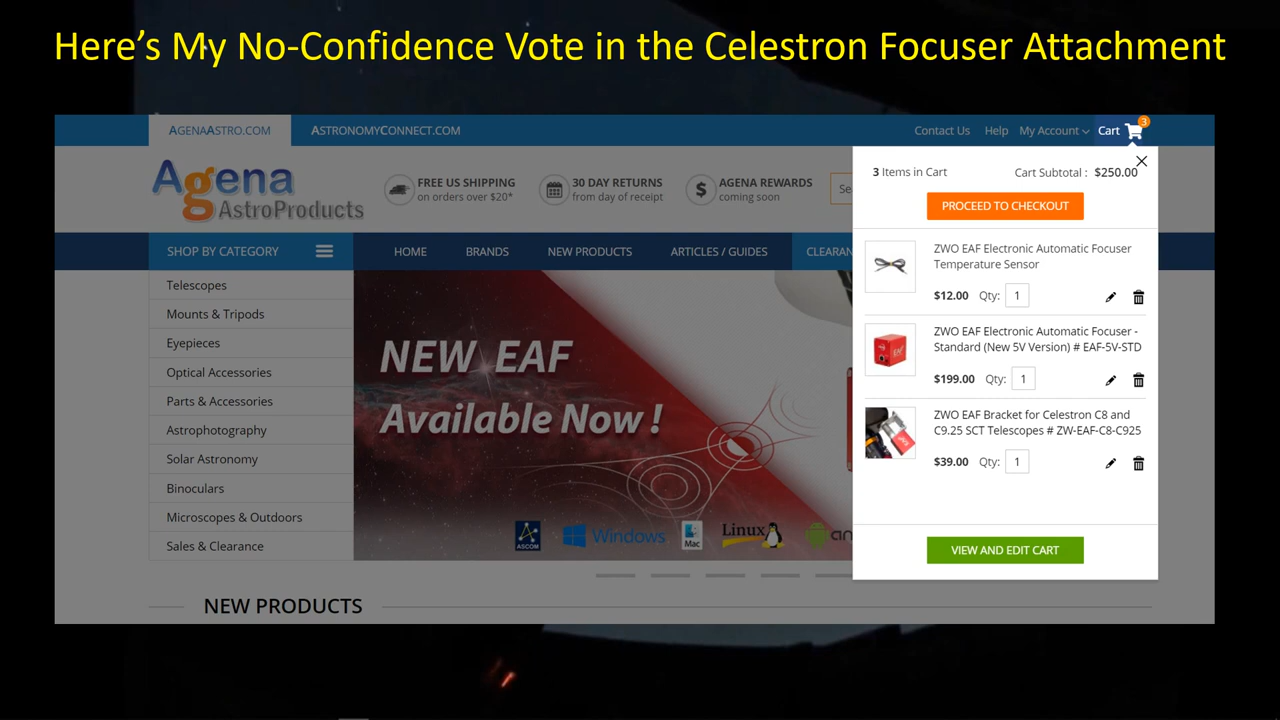 Here's My No-Confidence Vote in the Celestron Focuser Attachment
AGENAASTRO.COM
ASTRONOMYCONNECT.COM
Contact Us
Help
My Account
Cart
3
Agena
AstroProducts
FREE US SHIPPING
on orders over $20*
30 DAY RETURNS
from day of receipt
$
AGENA REWARDS
coming soon
Se
3 Items in Cart
Cart Subtotal : $250.00
PROCEED TO CHECKOUT
SHOP BY CATEGORY
HOME
BRANDS
NEW PRODUCTS
ARTICLES / GUIDES
CLEARAN
Telescopes
Mounts & Tripods
Eyepieces
Optical Accessories
Parts & Accessories
Astrophotography
Solar Astronomy
Binoculars
Microscopes & Outdoors
Sales & Clearance
NEW EAF
Available Now !
ASCOM
Windows
Mac
Linux
an
ZWO EAF Electronic Automatic Focuser
Temperature Sensor
$12.00 Qty: 1
ZWO EAF Electronic Automatic Focuser -
Standard (New 5V Version) # EAF-5V-STD
EAF
$199.00 Qty: 1
ZWO EAF Bracket for Celestron C8 and
C9.25 SCT Telescopes # ZW-EAF-C8-C925
$39.00 Qty: 1
VIEW AND EDIT CART
NEW PRODUCTS